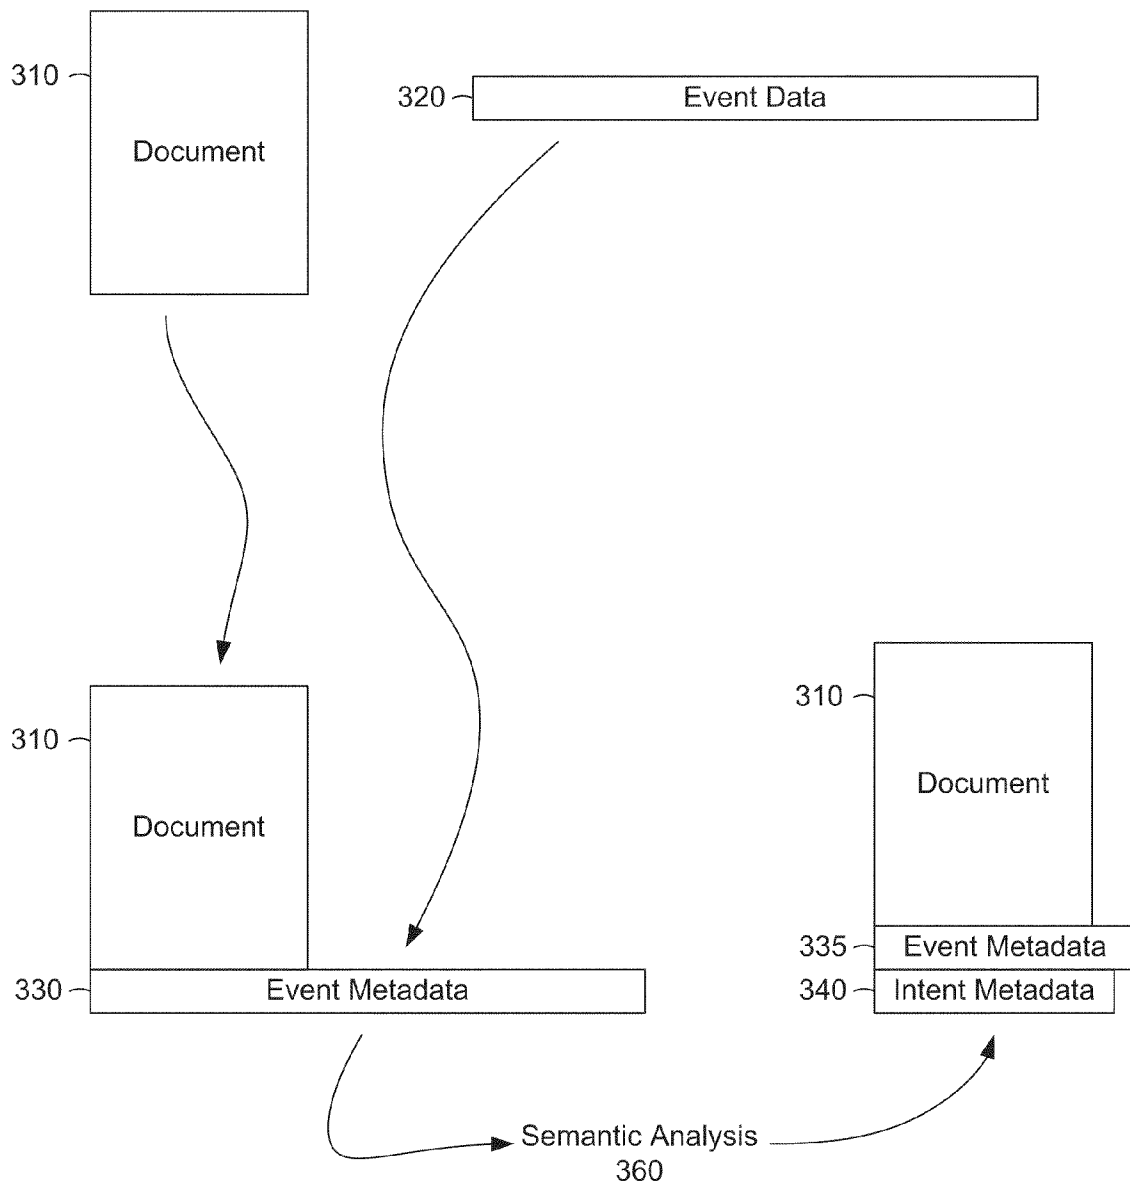 310
Document
320
Event Data
310
Document
330
Event Metadata
310
Document
335
Event Metadata
340
Intent Metadata
Semantic Analysis
360